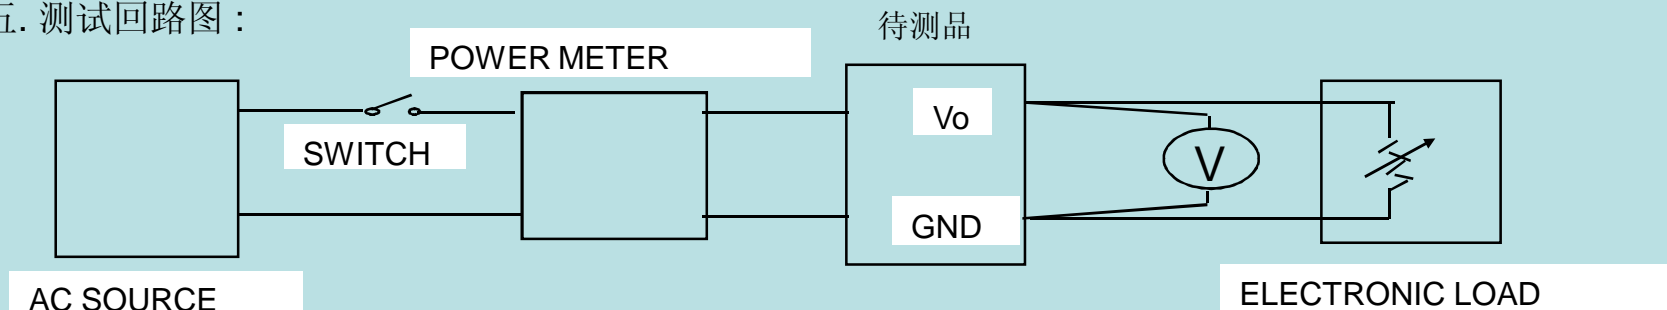 五. 测试回路图 :
待测品
POWER METER
SWITCH
Vo
V
GND
AC SOURCE
ELECTRONIC LOAD